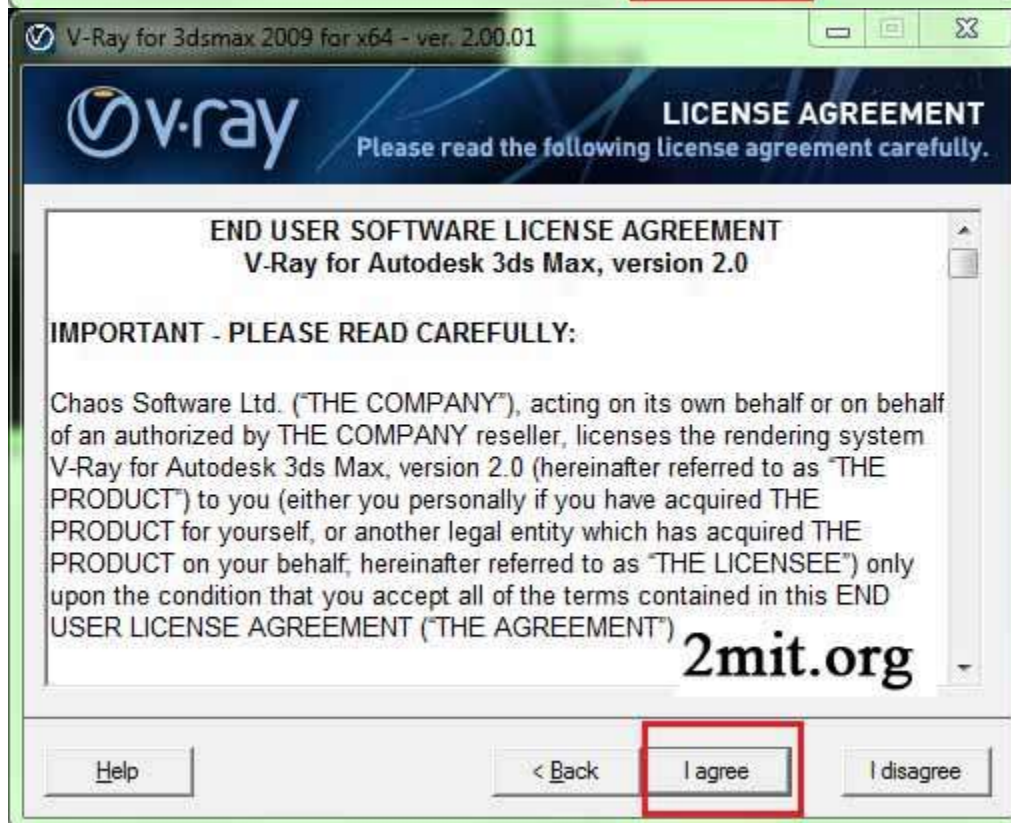 V-Ray for 3dsmax 2009 for x64 - ver. 2.00.01
v·ray
LICENSE AGREEMENT
Please read the following license agreement carefully.
END USER SOFTWARE LICENSE AGREEMENT
V-Ray for Autodesk 3ds Max, version 2.0
IMPORTANT - PLEASE READ CAREFULLY:
Chaos Software Ltd. (“THE COMPANY”), acting on its own behalf or on behalf
of an authorized by THE COMPANY reseller, licenses the rendering system
V-Ray for Autodesk 3ds Max, version 2.0 (hereinafter referred to as “THE
PRODUCT”) to you (either you personally if you have acquired THE
PRODUCT for yourself, or another legal entity which has acquired THE
PRODUCT on your behalf; hereinafter referred to as “THE LICENSEE”) only
upon the condition that you accept all of the terms contained in this END
USER LICENSE AGREEMENT (“THE AGREEMENT”)
2mit.org
Help
< Back
I agree
I disagree